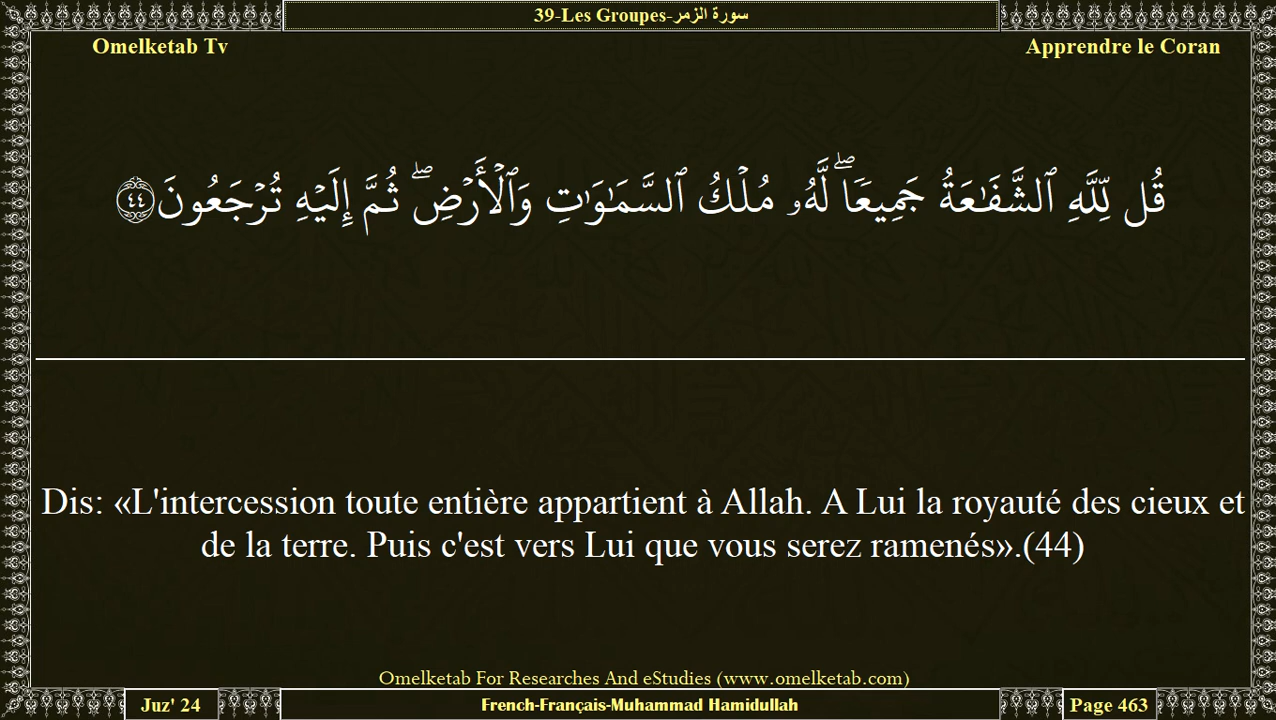 39-Les Groupes-سورة الزمر
Omelketab Tv
Apprendre le Coran
قُل لِّلَّهِ ٱلشَّفَٰعَةُ جَمِيعٗاۖ لَّهُۥ مُلۡكُ ٱلسَّمَٰوَٰتِ وَٱلۡأَرۡضِۖ ثُمَّ إِلَيۡهِ تُرۡجَعُونَ ٤٤
Dis: «L'intercession toute entière appartient à Allah. A Lui la royauté des cieux et
de la terre. Puis c'est vers Lui que vous serez ramenés».(44)
Omelketab For Researches And eStudies (www.omelketab.com)
Juz' 24
French-Français-Muhammad Hamidullah
Page 463